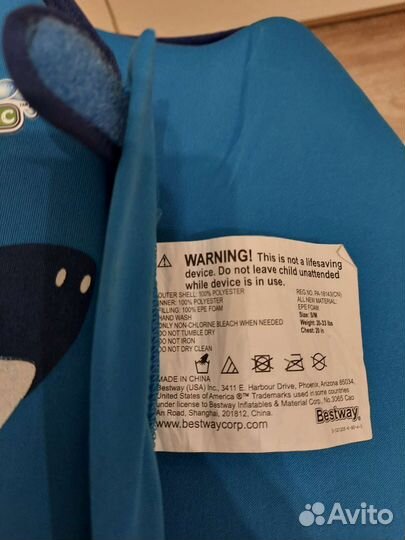 C
™
WARNING! This is not a lifesaving
device. Do not leave child unattended
while device is in use.
OUTER SHELL: 100% POLYESTER
INNER: 100% POLYESTER
FILLING: 100% EPE FOAM
HAND WASH
ONLY NON-CHLORINE BLEACH WHEN NEEDED
DO NOT TUMBLE DRY
DO NOT IRON
DO NOT DRY CLEAN
REG NO. PA-18143(CN)
ALL NEW MATERIAL:
EPE FOAM
Size: S/M
Weight: 20-33 lbs
Chest: 20 in
Bestway (USA) Inc., 3411 E. Harbour Drive, Phoenix, Arizona 85034,
United States of America ®™ Trademarks used in some countries
under license to Bestway Inflatables & Material Corp. No.3065 Cao
An Road, Shanghai, 201812, China.
www.bestwaycorp.com
Bestway
Avito